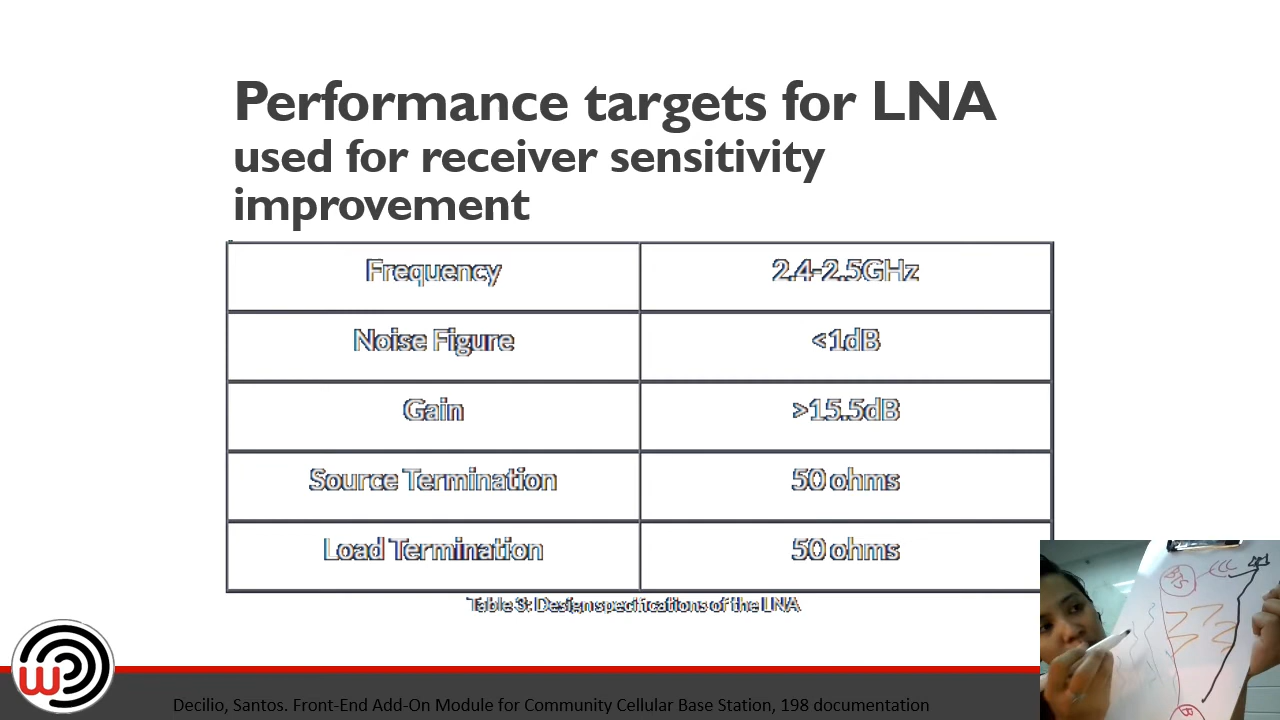 Performance targets for LNA
used for receiver sensitivity
improvement
Frequency 2.4-2.5GHz
Noise Figure <1dB
Gain >15.5dB
Source Termination 50 ohms
Load Termination 50 ohms
Table 3: Design specifications of the LNA
BTS
W
Decilio, Santos. Front-End Add-On Module for Community Cellular Base Station, 198 documentation